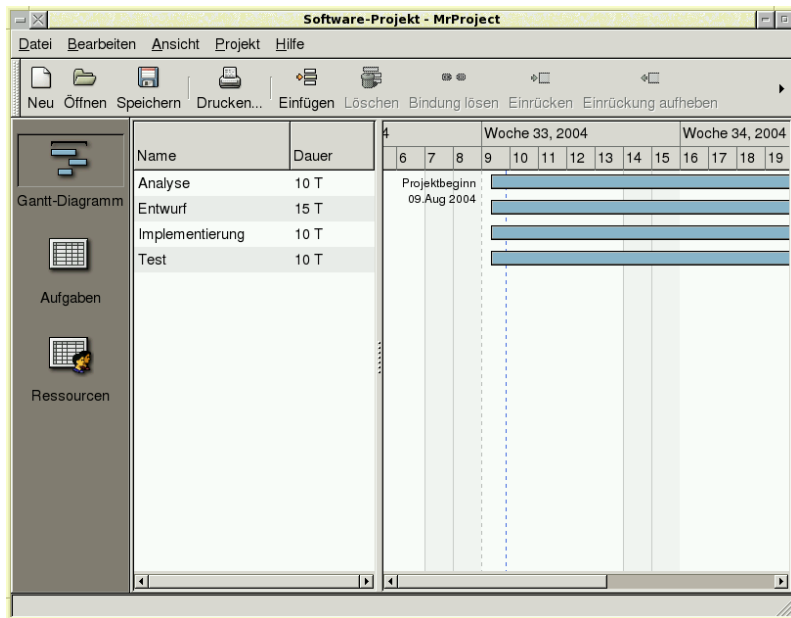 Software-Projekt - MrProject
Datei Bearbeiten Ansicht Projekt Hilfe
Neu Öffnen Speichern Drucken... Einfügen Löschen Bindung lösen Einrücken Einrückung aufheben
4 Woche 33, 2004 Woche 34, 2004
Name Dauer 6 7 8 9 10 11 12 13 14 15 16 17 18 19
Analyse 10 T
Projektbeginn
09.Aug 2004
Gantt-Diagramm
Entwurf 15 T
Implementierung 10 T
Test 10 T
Aufgaben
Ressourcen